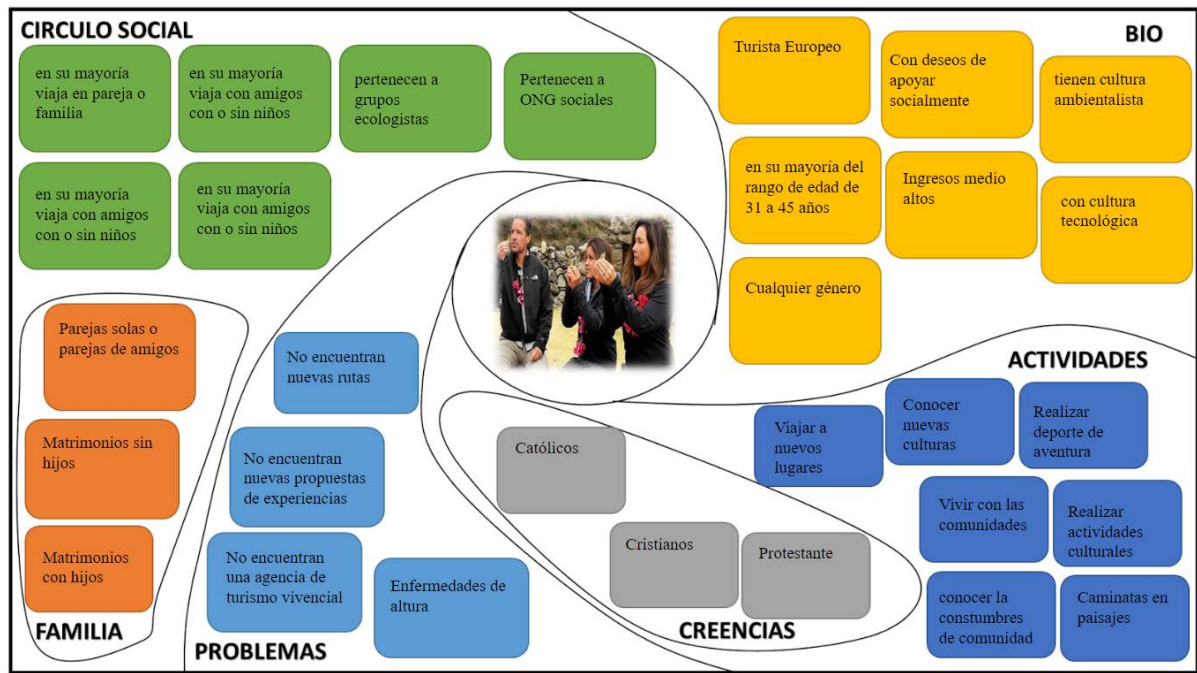 CIRCULO SOCIAL
en su mayoría
viaja en pareja o
familia
en su mayoría
viaja con amigos
con o sin niños
pertenecen a
grupos
ecologistas
Pertenecen a
ONG sociales
en su mayoría
viaja con amigos
con o sin niños
en su mayoría
viaja con amigos
con o sin niños
BIO
Turista Europeo
Con deseos de
apoyar
socialmente
tienen cultura
ambientalista
en su mayoría del
rango de edad de
31 a 45 años
Ingresos medio
altos
con cultura
tecnológica
Cualquier género
Parejas solas o
parejas de amigos
Matrimonios sin
hijos
Matrimonios
con hijos
FAMILIA
No encuentran
nuevas rutas
No encuentran
nuevas propuestas
de experiencias
No encuentran
una agencia de
turismo vivencial
Enfermedades de
altura
PROBLEMAS
Católicos
Cristianos
Protestante
CREENCIAS
ACTIVIDADES
Viajar a
nuevos
lugares
Conocer
nuevas
culturas
Realizar
deporte de
aventura
Vivir con las
comunidades
Realizar
actividades
culturales
conocer la
constumbres
de comunidad
Caminatas en
paisajes